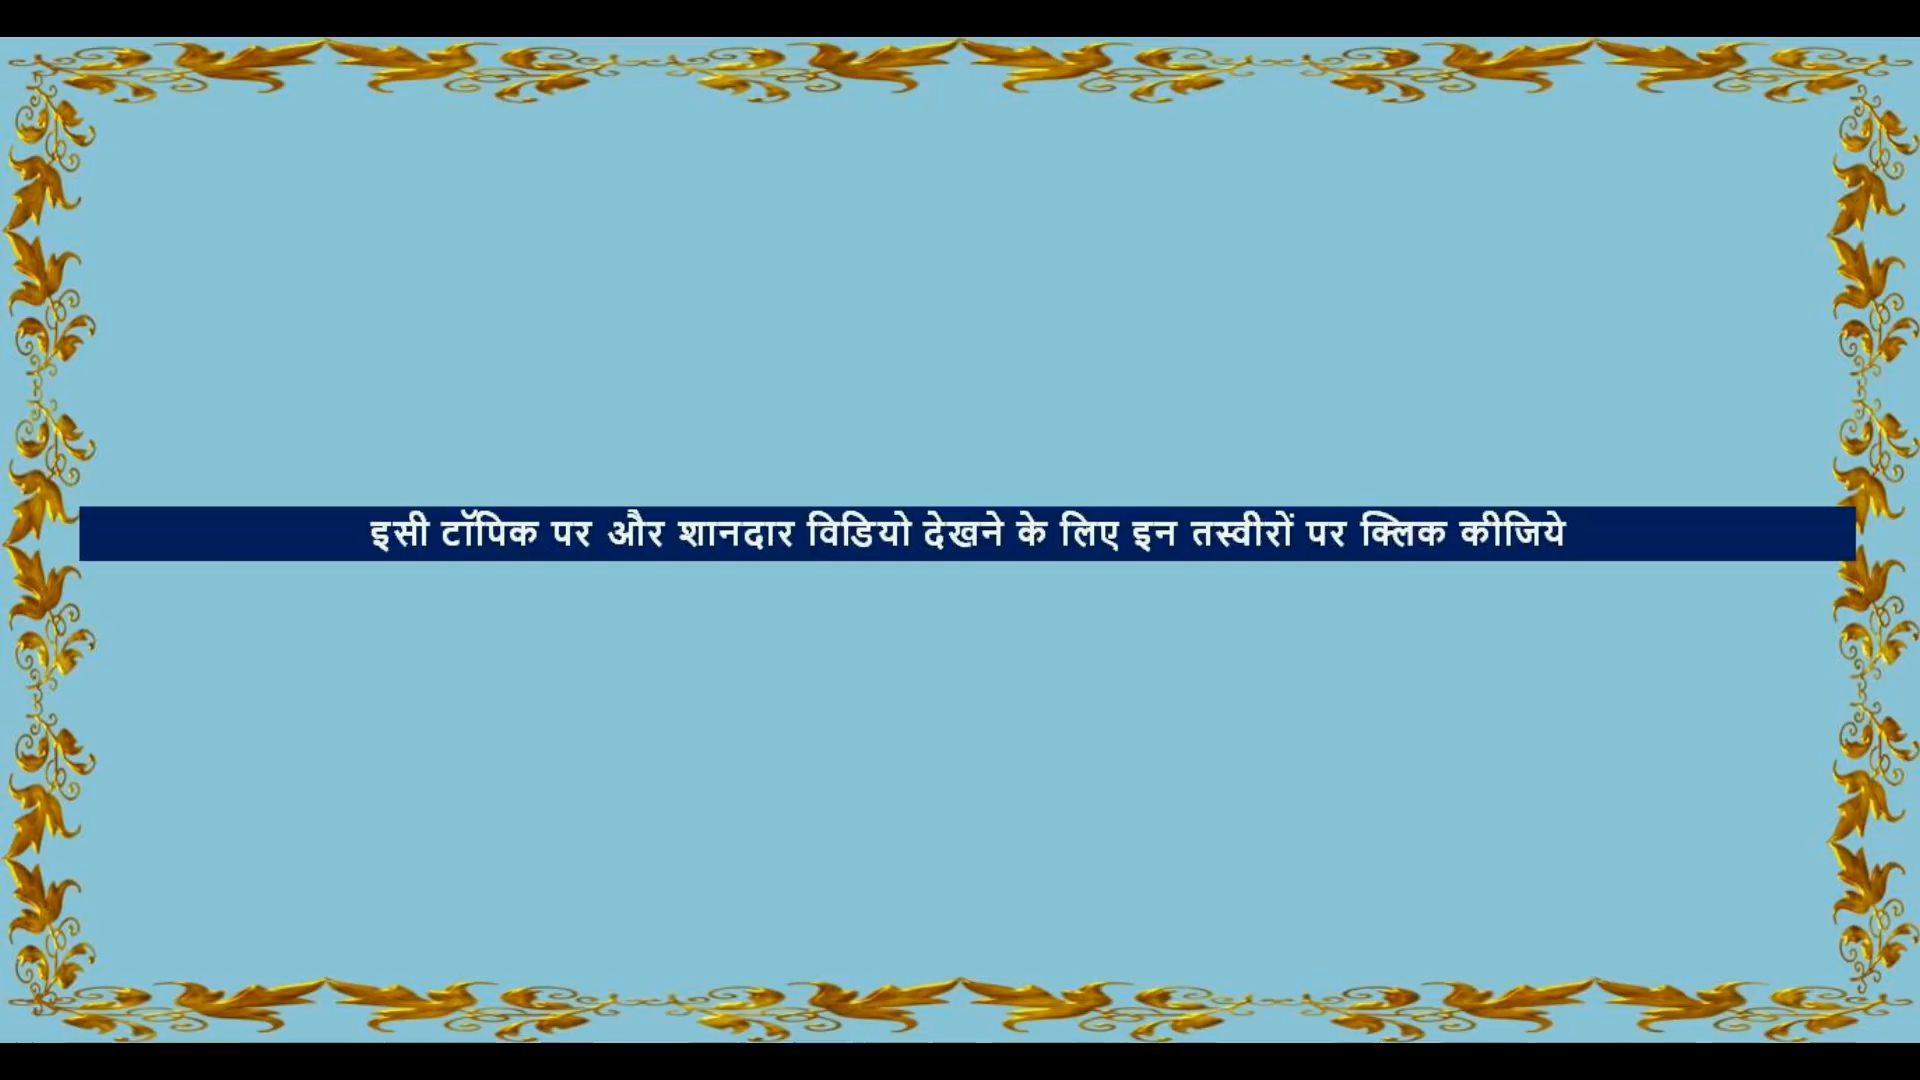 इसी टॉपिक पर और शानदार विडियो देखने के लिए इन तस्वीरों पर क्लिक कीजिये